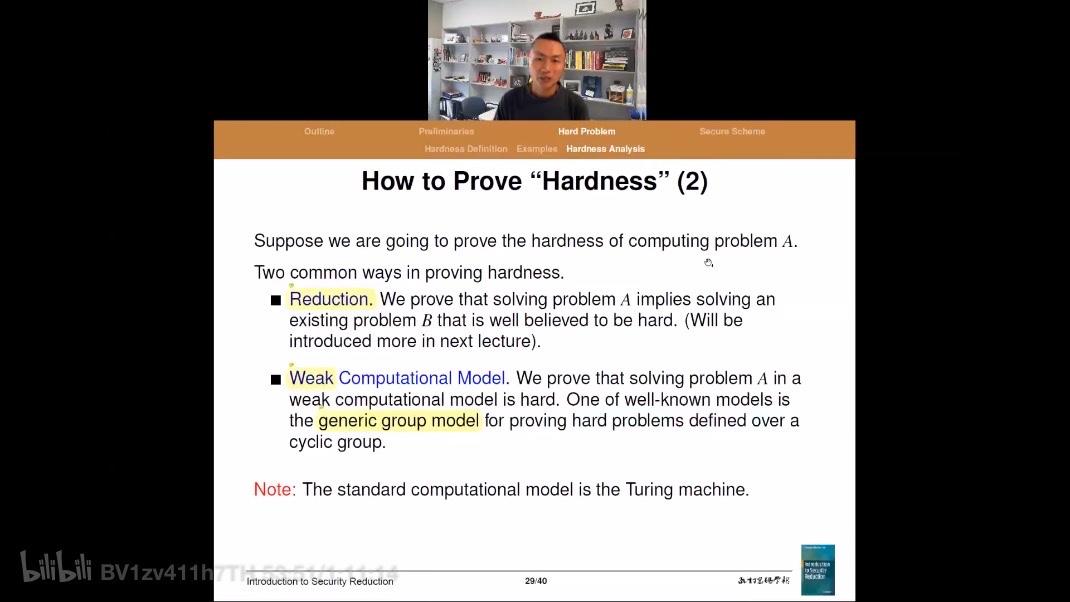 Outline Preliminaries Hard Problem Secure Scheme
Hardness Definition Examples Hardness Analysis
How to Prove “Hardness” (2)
Suppose we are going to prove the hardness of computing problem A.
Two common ways in proving hardness.
Reduction. We prove that solving problem A implies solving an
existing problem B that is well believed to be hard. (Will be
introduced more in next lecture).
Weak Computational Model. We prove that solving problem A in a
weak computational model is hard. One of well-known models is
the generic group model for proving hard problems defined over a
cyclic group.
Note: The standard computational model is the Turing machine.
Introduction to Security Reduction 29/40
Introduction
to Security
Reduction
bilibili BV1zv411h7TH 53:51/1:11:14